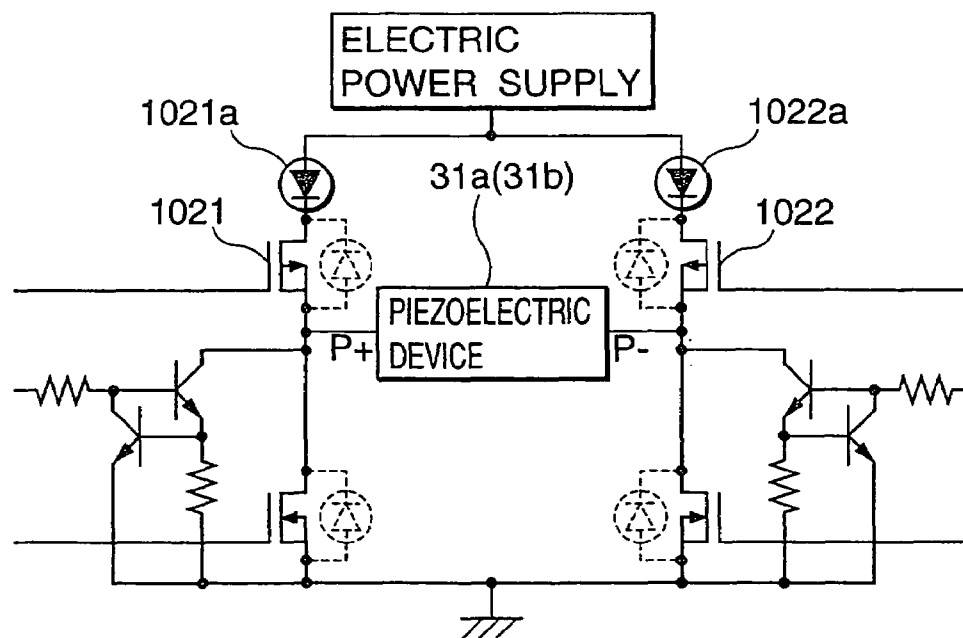 ELECTRIC
POWER SUPPLY
1021a
1022a
31a(31b)
1021
1022
PIEZOELECTRIC
DEVICE
P+
P-